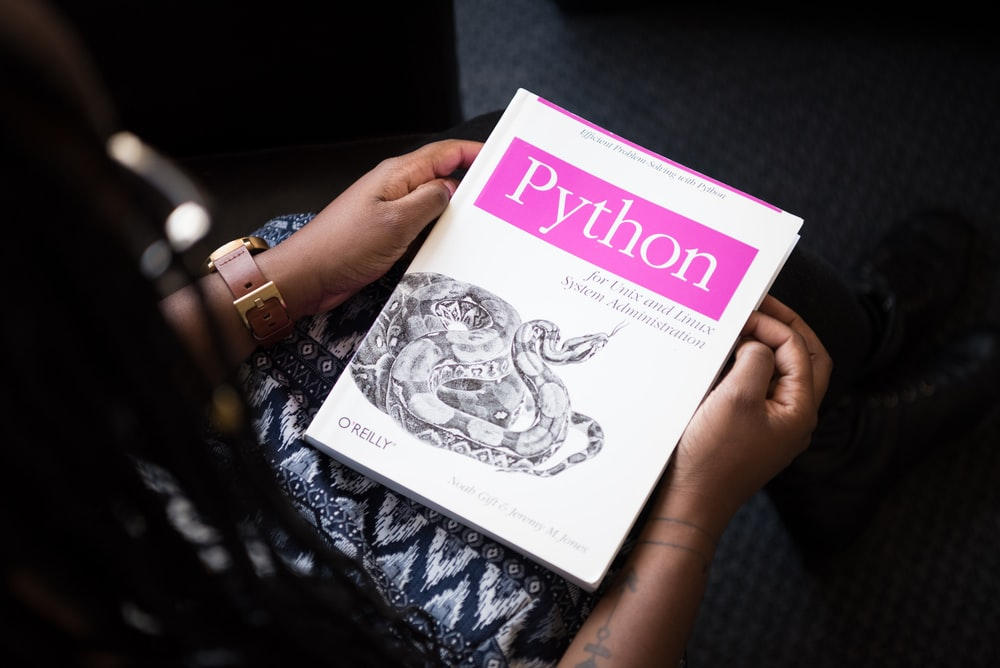 Efficient Problem-Solving with Python
Python
for Unix and Linux
System Administration
O'REILLY®
Noah Gift & Jeremy M. Jones